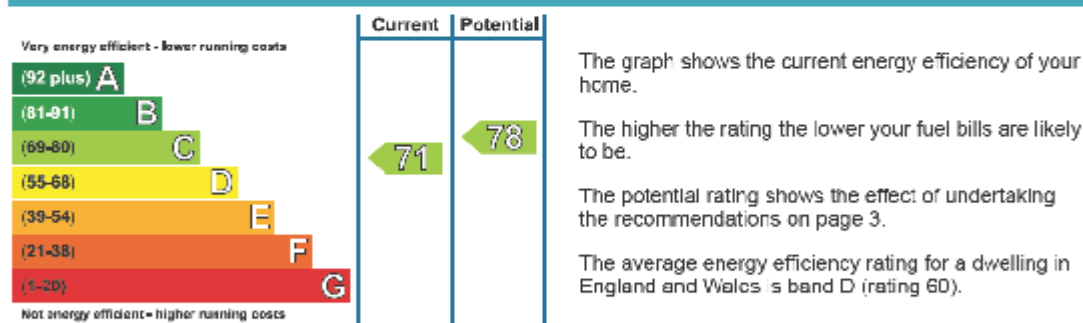 Current Potential
Very energy efficient - lower running costs
(92 plus) A
(81-91) B
(69-80) C
(55-68) D
(39-54) E
(21-38) F
(1-20) G
Not energy efficient - higher running costs
71
78
The graph shows the current energy efficiency of your
home.
The higher the rating the lower your fuel bills are likely
to be.
The potential rating shows the effect of undertaking
the recommendations on page 3.
The average energy efficiency rating for a dwelling in
England and Wales is band D (rating 60).